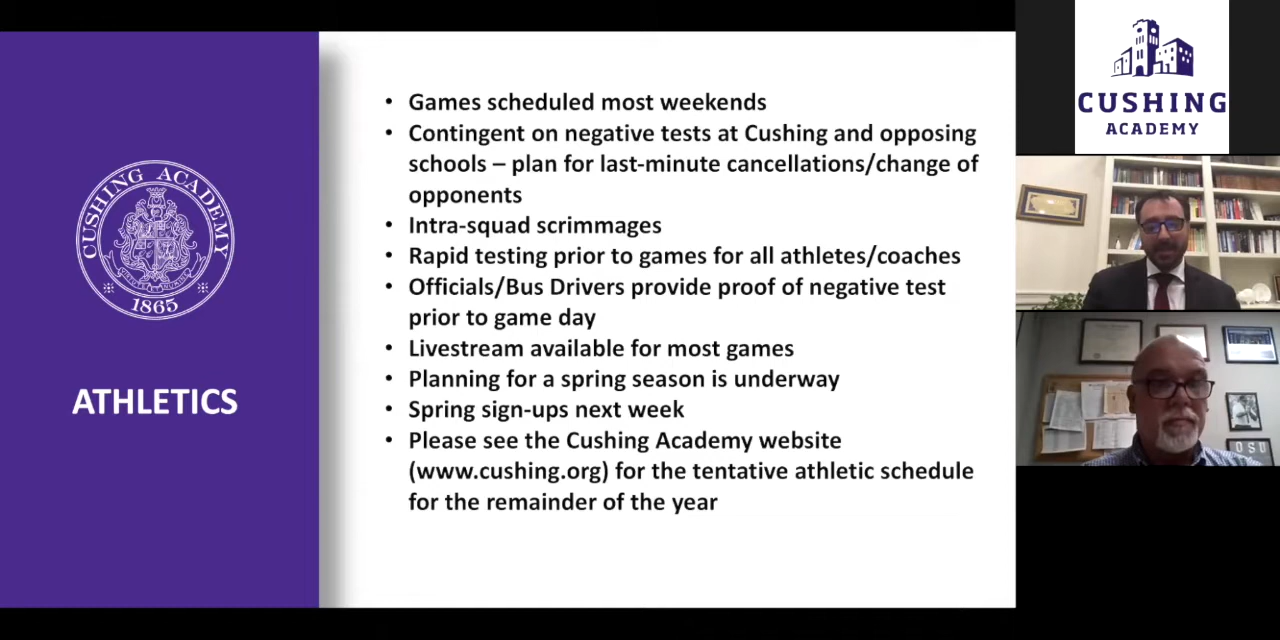 CUSHING ACADEMY
1865
ATHLETICS
• Games scheduled most weekends
• Contingent on negative tests at Cushing and opposing
schools – plan for last-minute cancellations/change of
opponents
• Intra-squad scrimmages
• Rapid testing prior to games for all athletes/coaches
• Officials/Bus Drivers provide proof of negative test
prior to game day
• Livestream available for most games
• Planning for a spring season is underway
• Spring sign-ups next week
• Please see the Cushing Academy website
(www.cushing.org) for the tentative athletic schedule
for the remainder of the year
CUSHING
ACADEMY
OSU